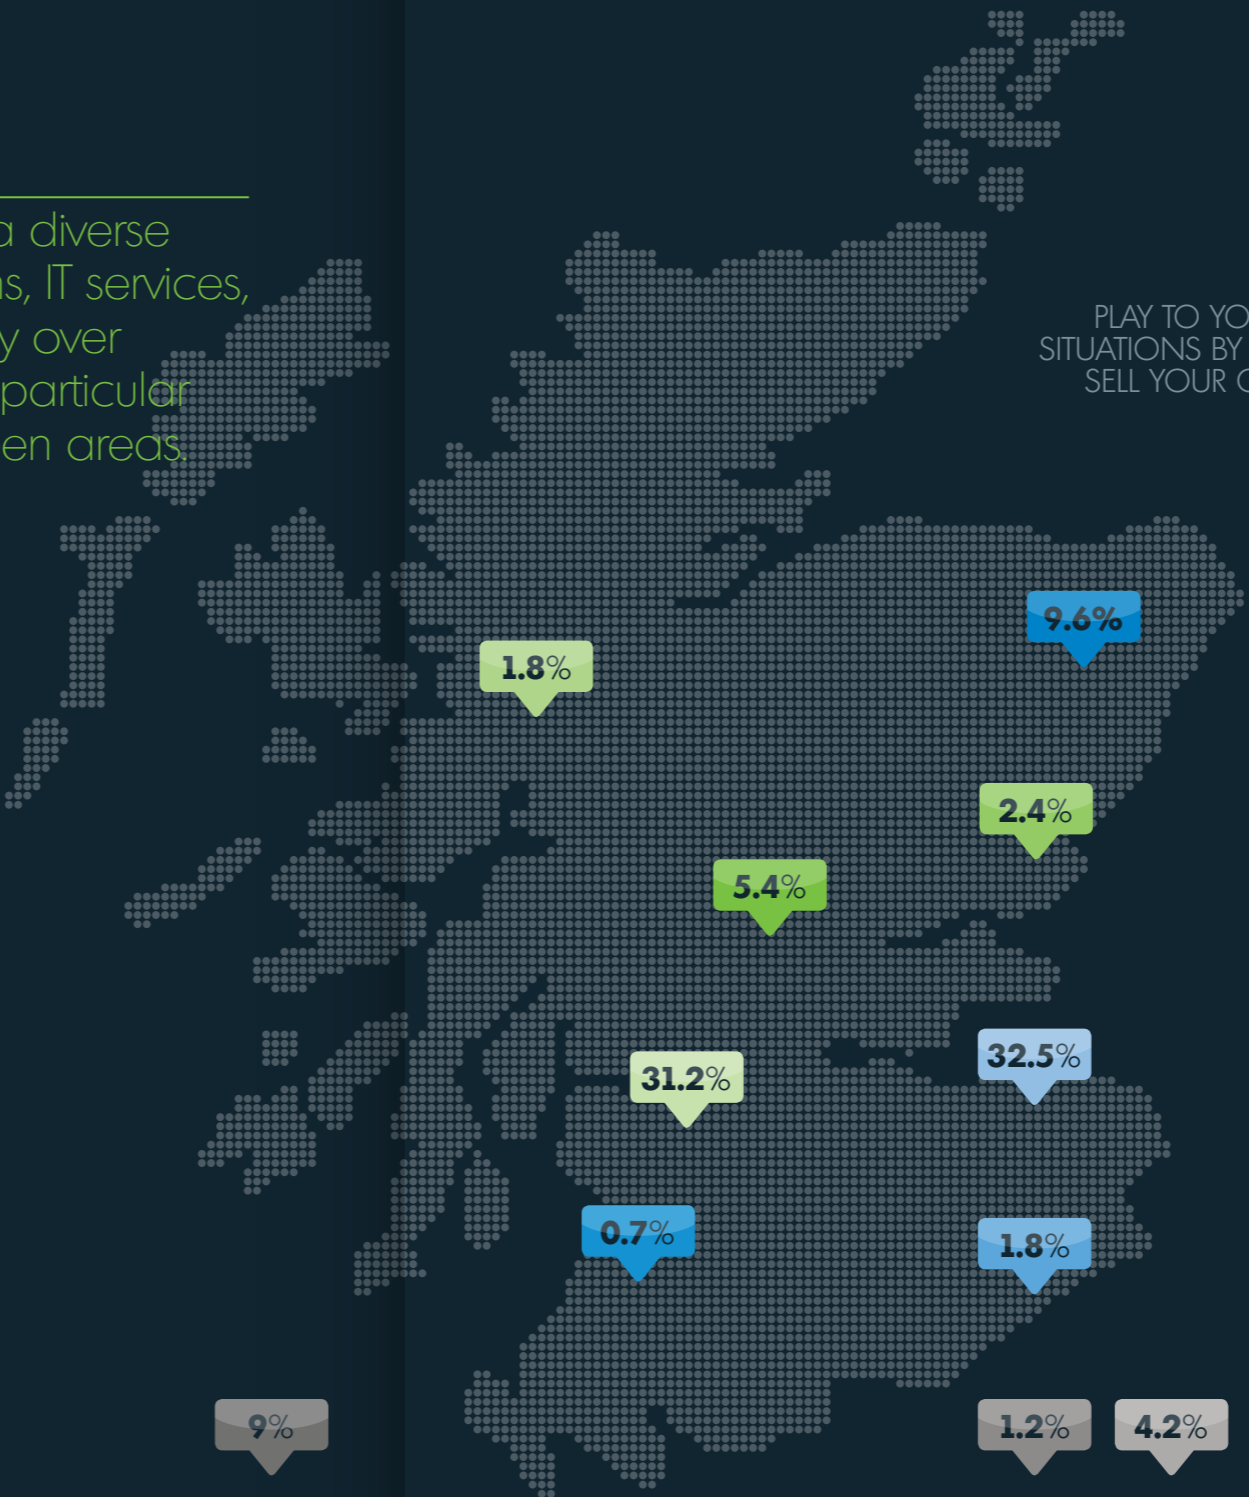 a diverse
ns, IT services,
y over
particular
en areas.
PLAY TO YO
SITUATIONS BY
SELL YOUR
9.6%
1.8%
2.4%
5.4%
32.5%
31.2%
0.7%
1.8%
9%
1.2%
4.2%